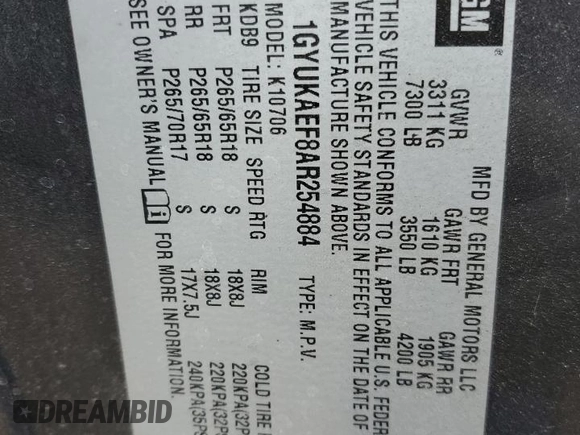 GM
®
MFD BY GENERAL MOTORS LLC
GVWR GAWR FRT GAWR RR
3311 KG 1610 KG 1905 KG
7300 LB 3550 LB 4200 LB
THIS VEHICLE CONFORMS TO ALL APPLICABLE U.S. FEDER
VEHICLE SAFETY STANDARDS IN EFFECT ON THE DATE OF
MANUFACTURE SHOWN ABOVE.
1GYUKAEF8AR254884 TYPE: M.P.V.
MODEL: K10706
KDB9 TIRE SIZE SPEED RTG RIM COLD TIRE
FRT P265/65R18 S 18X8J 220KPA(32P
RR P265/65R18 S 18X8J 220KPA(32P
SPA P265/70R17 S 17X7.5J 240KPA(35PS
SEE OWNER'S MANUAL FOR MORE INFORMATION.
DREAMBID